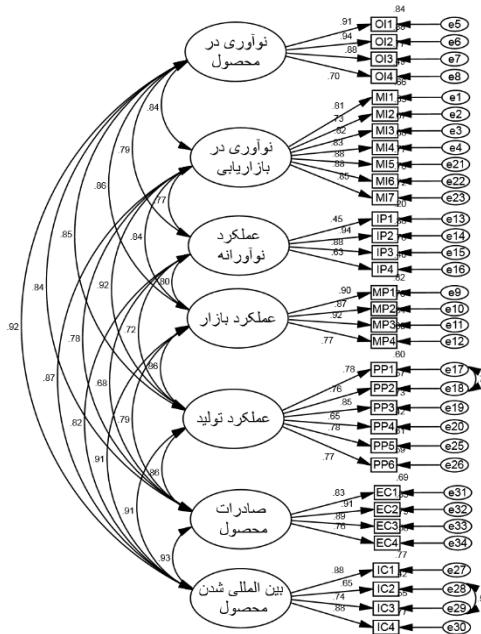 نوآوری در
محصول
.91
.94
.88
.70
.84
OI1
OI2
OI3
OI4
e5
e6
e7
e8
نوآوری در
بازاریابی
.81
.73
.83
.88
.88
.85
MI1
MI2
MI3
MI4
MI5
MI6
MI7
e1
e2
e3
e4
e21
e22
e23
عملکرد
نوآورانه
.45
.94
.88
.63
IP1
IP2
IP3
IP4
e13
e14
e15
e16
عملکرد بازار
.90
.87
.92
.77
MP1
MP2
MP3
MP4
e9
e10
e11
e12
عملکرد تولید
.78
.76
.85
.65
.78
.77
.60
PP1
PP2
PP3
PP4
PP5
PP6
e17
e18
e19
e20
e25
e26
صادرات
محصول
.83
.91
.89
.76
.69
EC1
EC2
EC3
EC4
e31
e32
e33
e34
بین المللی شدن
محصول
.88
.65
.74
.88
.77
IC1
IC2
IC3
IC4
e27
e28
e29
e30
.84
.79
.77
.86
.85
.84
.92
.80
.84
.78
.72
.86
.92
.87
.68
.82
.79
.91
.86
.91
.93